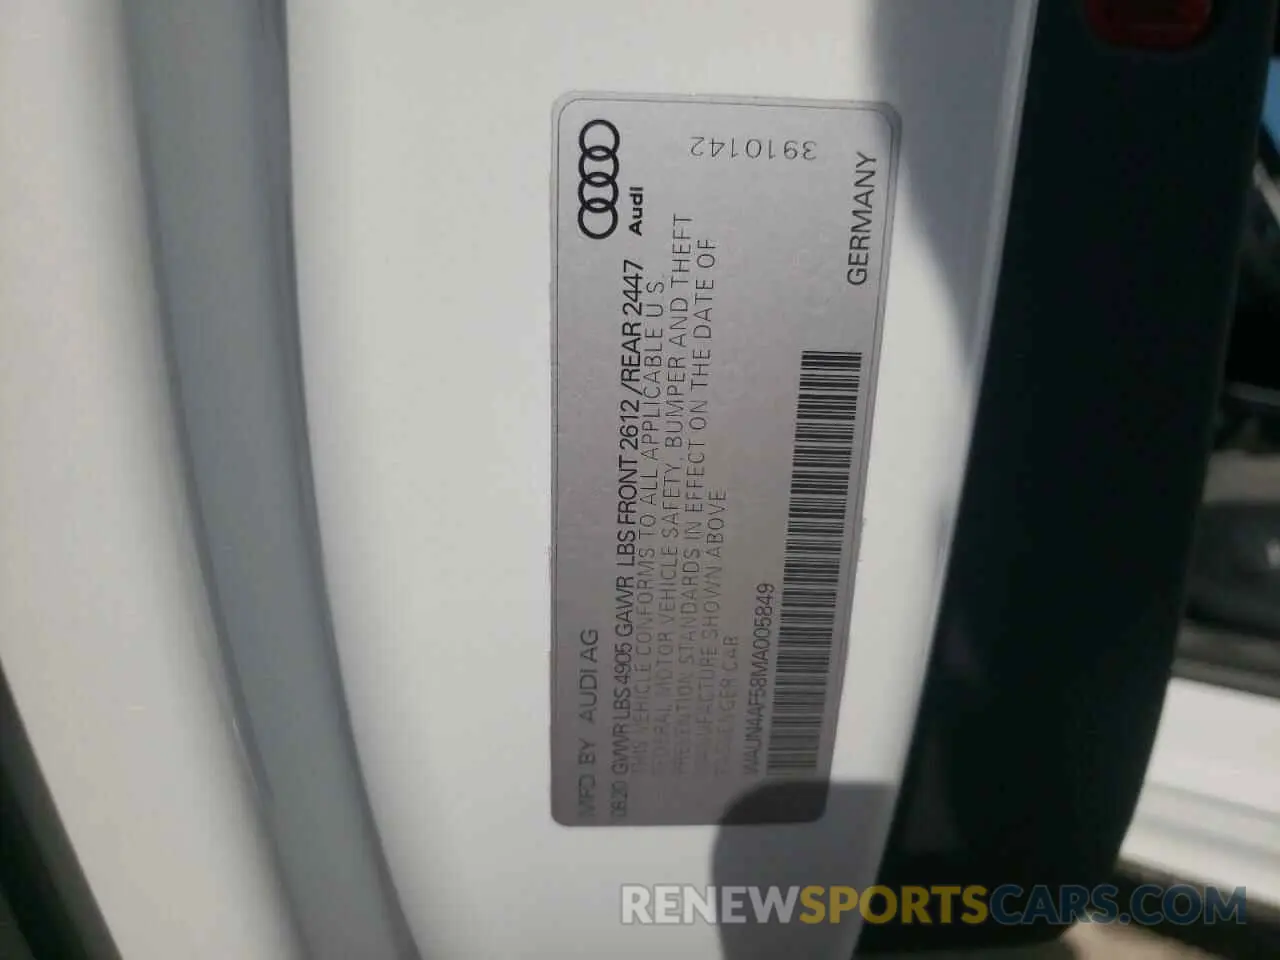 Audi
3910142
MFD BY AUDI AG
06.20 GVWR LBS 4905 GAWR LBS FRONT 2612 / REAR 2447
THIS VEHICLE CONFORMS TO ALL APPLICABLE U.S.
FEDERAL MOTOR VEHICLE SAFETY, BUMPER AND THEFT
PREVENTION STANDARDS IN EFFECT ON THE DATE OF
MANUFACTURE SHOWN ABOVE
PASSENGER CAR
WAUN4AF58MA005849
GERMANY
RENEWSPORTSCARS.COM